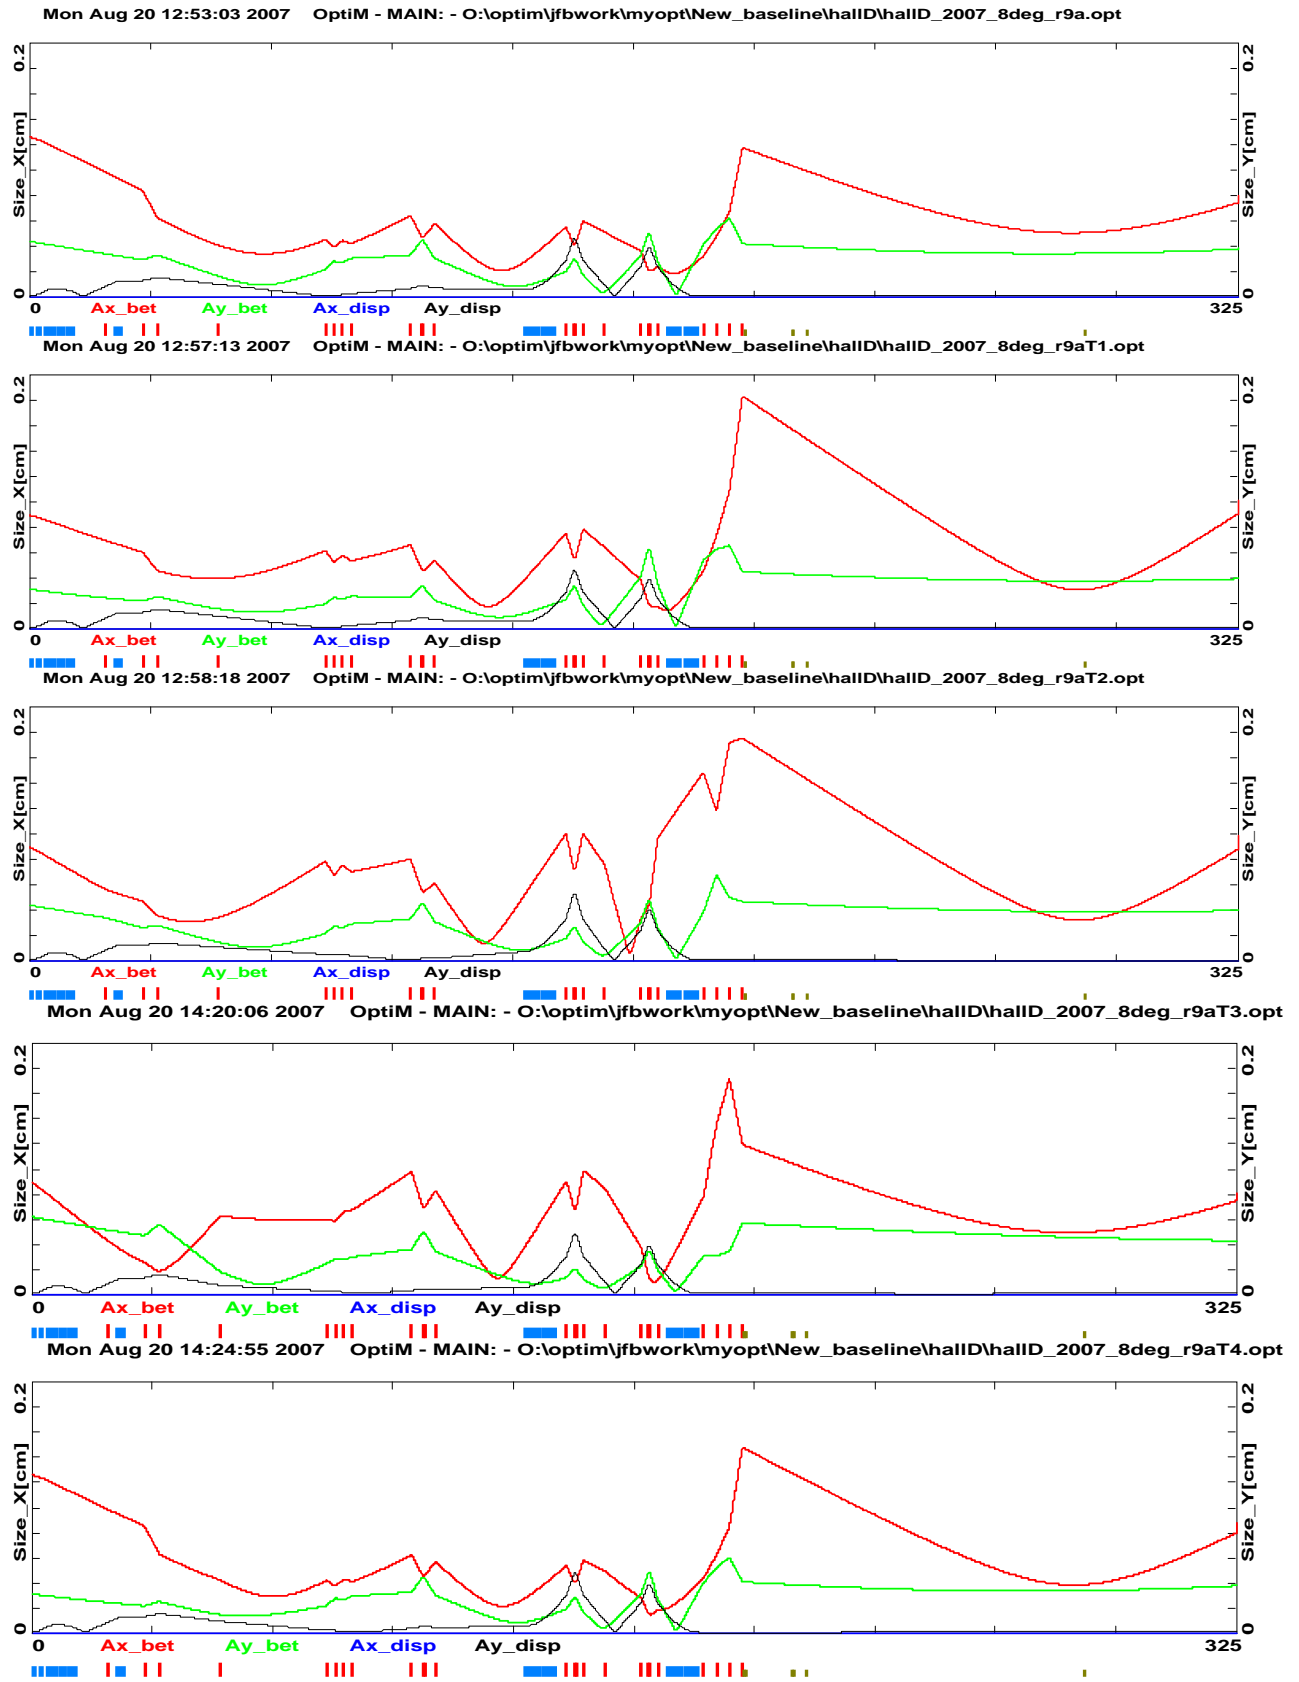 Mon Aug 20 12:53:03 2007 OptiM - MAIN: - O:\optim\jfbwork\myopt\New_baseline\hallD\hallD_2007_8deg_r9a.opt
0.2 0.2
Size_X[cm] Size_Y[cm]
0 0
0 Ax_bet Ay_bet Ax_disp Ay_disp 325
Mon Aug 20 12:57:13 2007 OptiM - MAIN: - O:\optim\jfbwork\myopt\New_baseline\hallD\hallD_2007_8deg_r9aT1.opt
0.2 0.2
Size_X[cm] Size_Y[cm]
0 0
0 Ax_bet Ay_bet Ax_disp Ay_disp 325
Mon Aug 20 12:58:18 2007 OptiM - MAIN: - O:\optim\jfbwork\myopt\New_baseline\hallD\hallD_2007_8deg_r9aT2.opt
0.2 0.2
Size_X[cm] Size_Y[cm]
0 0
0 Ax_bet Ay_bet Ax_disp Ay_disp 325
Mon Aug 20 14:20:06 2007 OptiM - MAIN: - O:\optim\jfbwork\myopt\New_baseline\hallD\hallD_2007_8deg_r9aT3.opt
0.2 0.2
Size_X[cm] Size_Y[cm]
0 0
0 Ax_bet Ay_bet Ax_disp Ay_disp 325
Mon Aug 20 14:24:55 2007 OptiM - MAIN: - O:\optim\jfbwork\myopt\New_baseline\hallD\hallD_2007_8deg_r9aT4.opt
0.2 0.2
Size_X[cm] Size_Y[cm]
0 0
0 Ax_bet Ay_bet Ax_disp Ay_disp 325